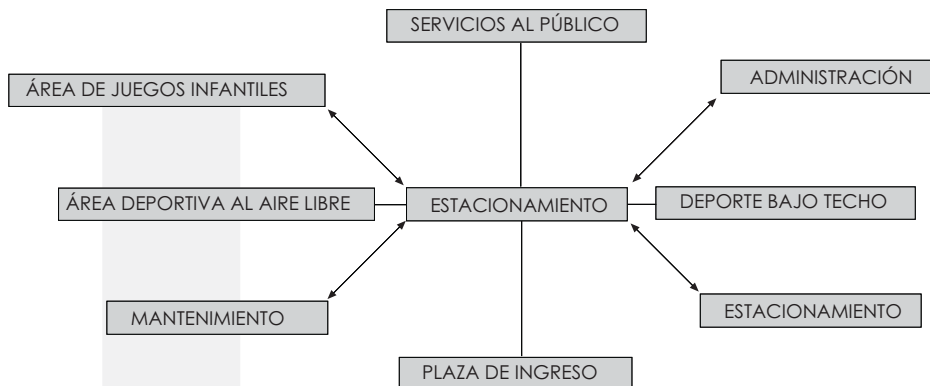 SERVICIOS AL PÚBLICO
ÁREA DE JUEGOS INFANTILES
ADMINISTRACIÓN
ÁREA DEPORTIVA AL AIRE LIBRE
ESTACIONAMIENTO
DEPORTE BAJO TECHO
MANTENIMIENTO
ESTACIONAMIENTO
PLAZA DE INGRESO